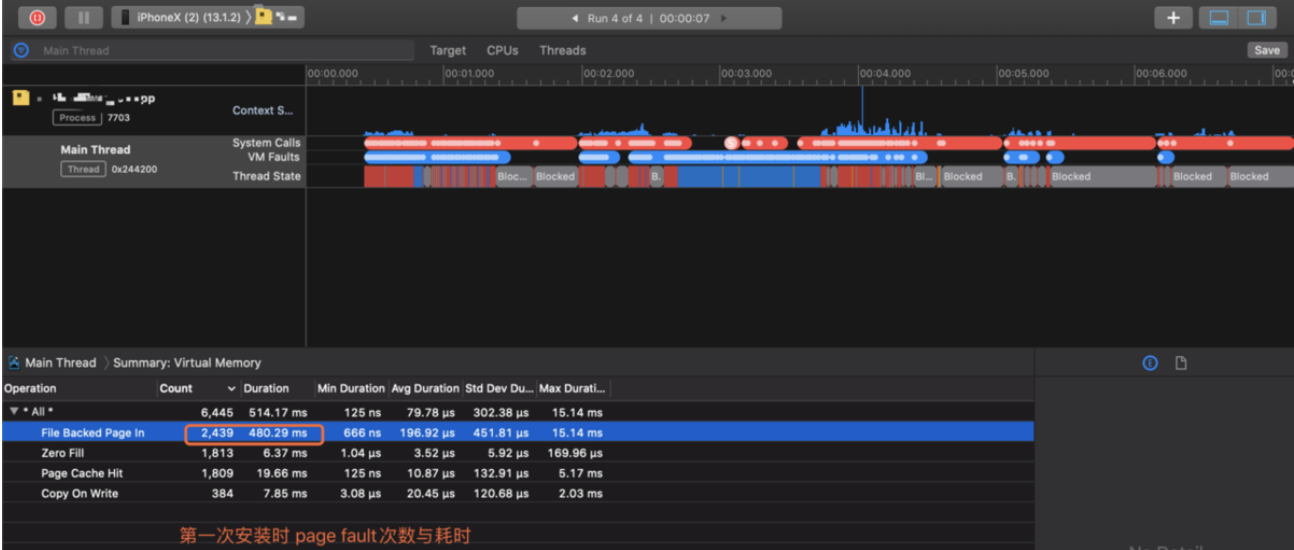 iPhoneX (2) (13.1.2)
Run 4 of 4 | 00:00:07
Main Thread
Target CPUs Threads
Save
00:00.000 00:01.000 00:02.000 00:03.000 00:04.000 00:05.000 00:06.000
Process 7703
Context S...
Main Thread
Thread 0x244200
System Calls
VM Faults
Thread State
S
Bloc... Blocked B. Bl... Blocked B. Blocked Blocked Blocked
Main Thread Summary: Virtual Memory
Operation Count Duration Min Duration Avg Duration Std Dev Du... Max Durati...
* All * 6,445 514.17 ms 125 ns 79.78 µs 302.38 µs 15.14 ms
File Backed Page In 2,439 480.29 ms 666 ns 196.92 µs 451.81 µs 15.14 ms
Zero Fill 1,813 6.37 ms 1.04 µs 3.52 µs 5.92 µs 169.96 µs
Page Cache Hit 1,809 19.66 ms 125 ns 10.87 µs 132.91 µs 5.17 ms
Copy On Write 384 7.85 ms 3.08 µs 20.45 µs 120.68 µs 2.03 ms
第一次安装时 page fault次数与耗时